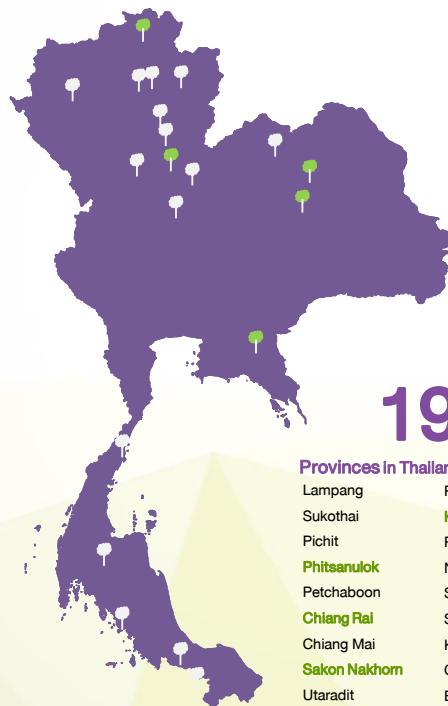 19
Provinces in Thailan
Lampang
Sukothai
Pichit
Phitsanulok
Petchaboon
Chiang Rai
Chiang Mai
Sakon Nakhorn
Utaradit